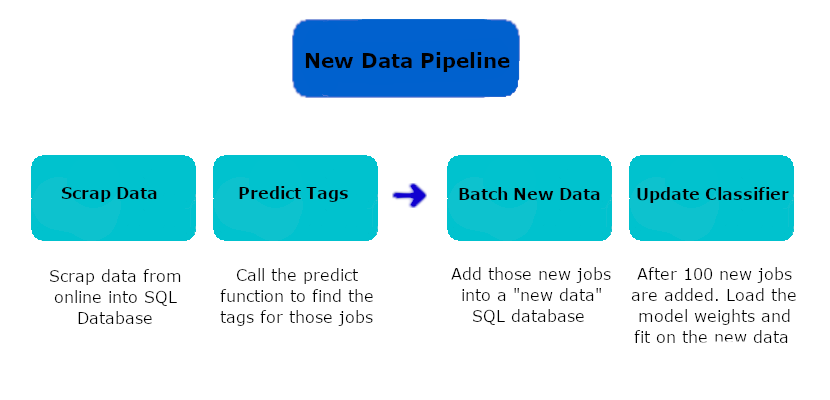 New Data Pipeline
Scrap Data
Predict Tags
Batch New Data
Update Classifier
Scrap data from
online into SQL
Database
Call the predict
function to find the
tags for those jobs
Add those new jobs
into a "new data"
SQL database
After 100 new jobs
are added. Load the
model weights and
fit on the new data